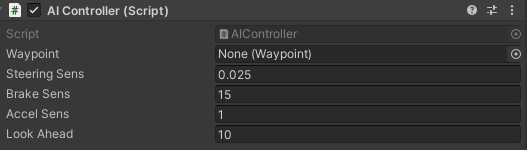 AI Controller (Script)
Script AIController
Waypoint None (Waypoint)
Steering Sens 0.025
Brake Sens 15
Accel Sens 1
Look Ahead 10